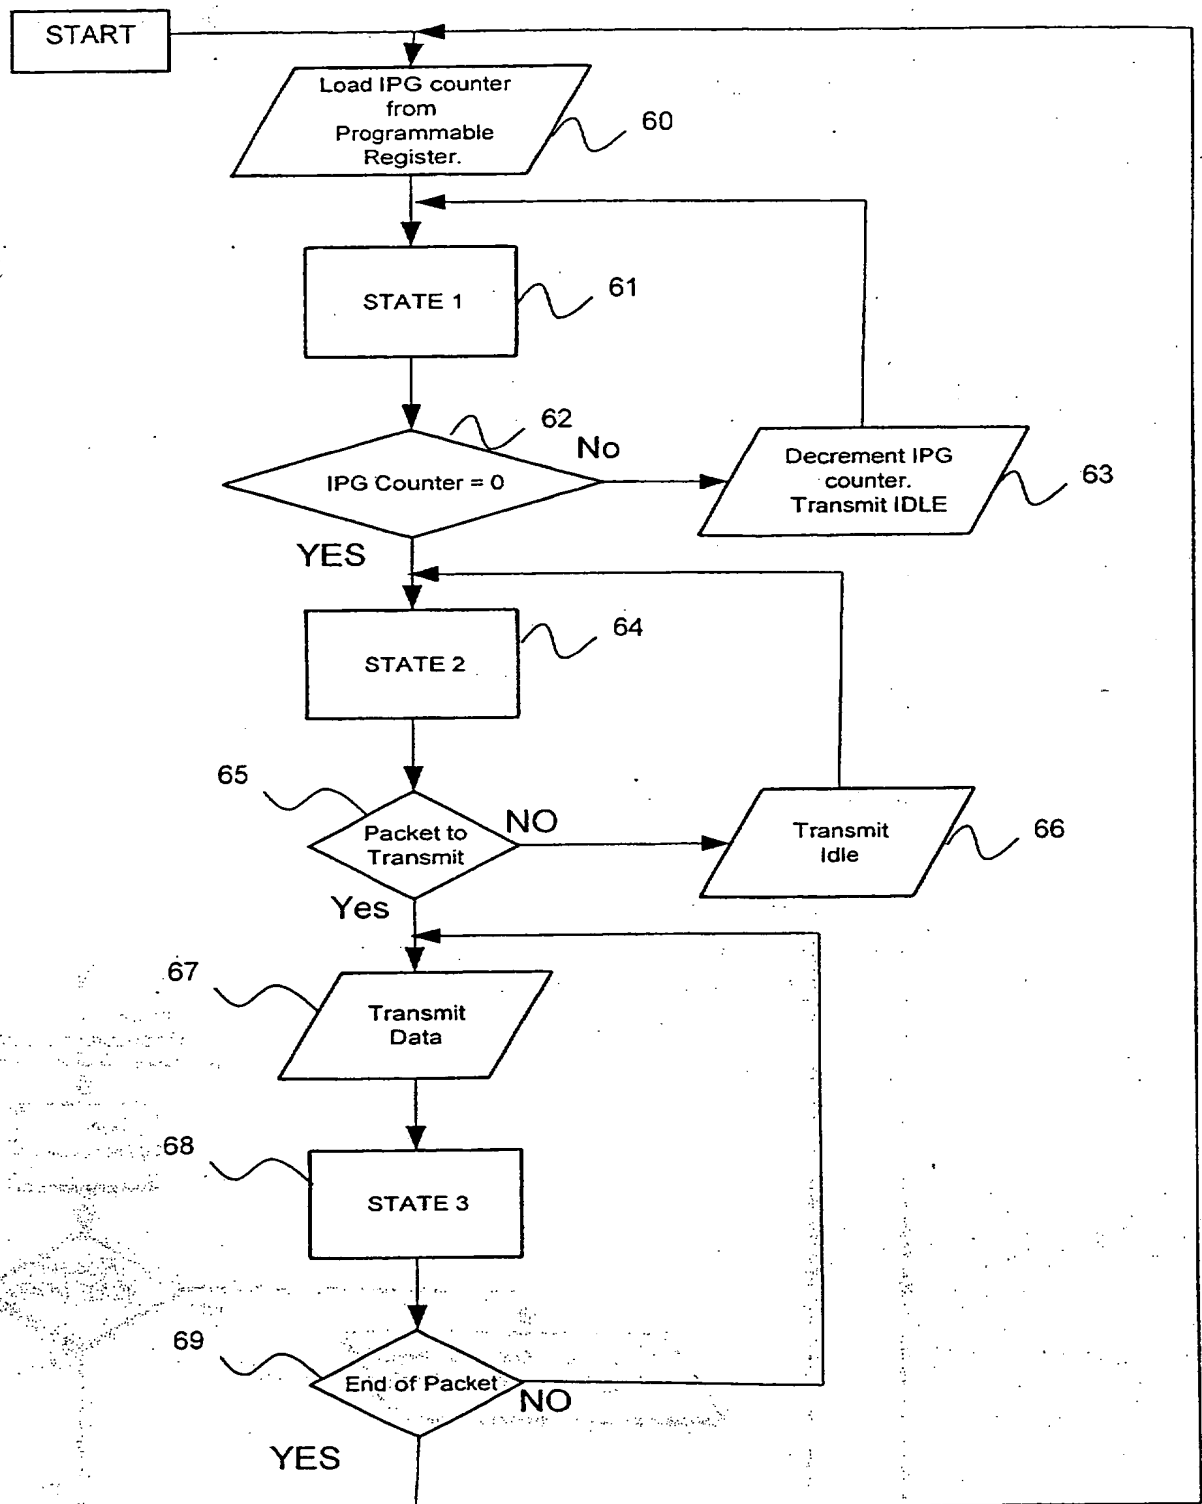 START
Load IPG counter
from
Programmable
Register.
60
STATE 1
61
62
IPG Counter = 0
No
Decrement IPG
counter.
Transmit IDLE
63
YES
STATE 2
64
65
Packet to
Transmit
NO
Transmit
Idle
66
Yes
67
Transmit
Data
68
STATE 3
69
End of Packet
NO
YES